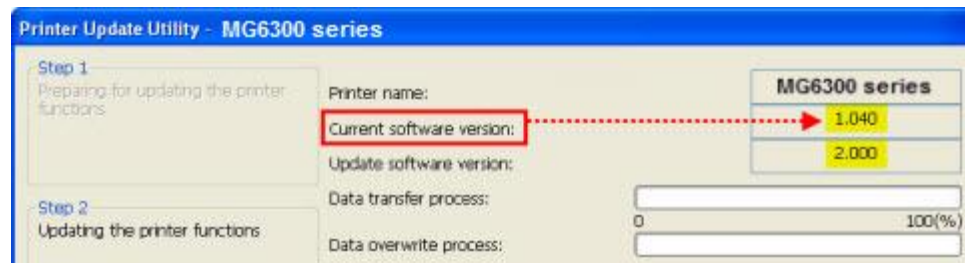 Printer Update Utility - MG6300 series
Step 1
Preparing for updating the printer
functions
Printer name:
MG6300 series
Current software version:
1.040
Update software version:
2.000
Data transfer process:
0 100(%)
Step 2
Updating the printer functions
Data overwrite process: